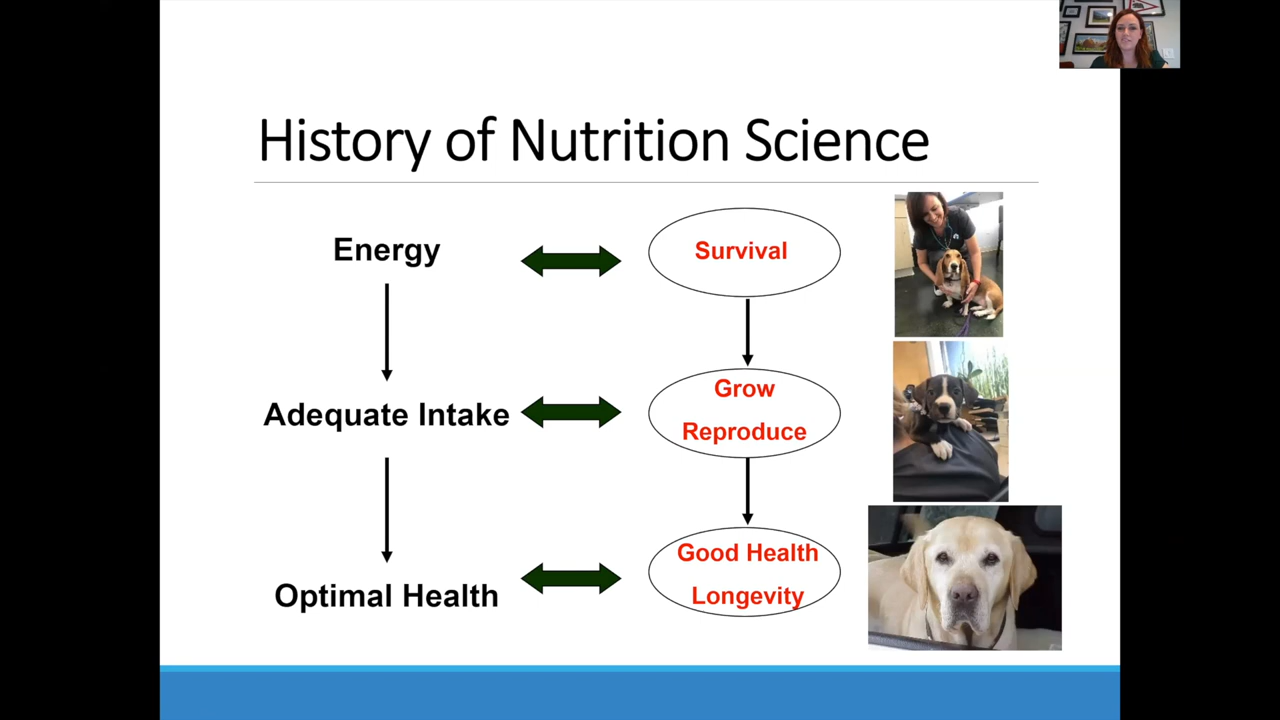 History of Nutrition Science
Energy
Survival
Adequate Intake
Grow
Reproduce
Optimal Health
Good Health
Longevity